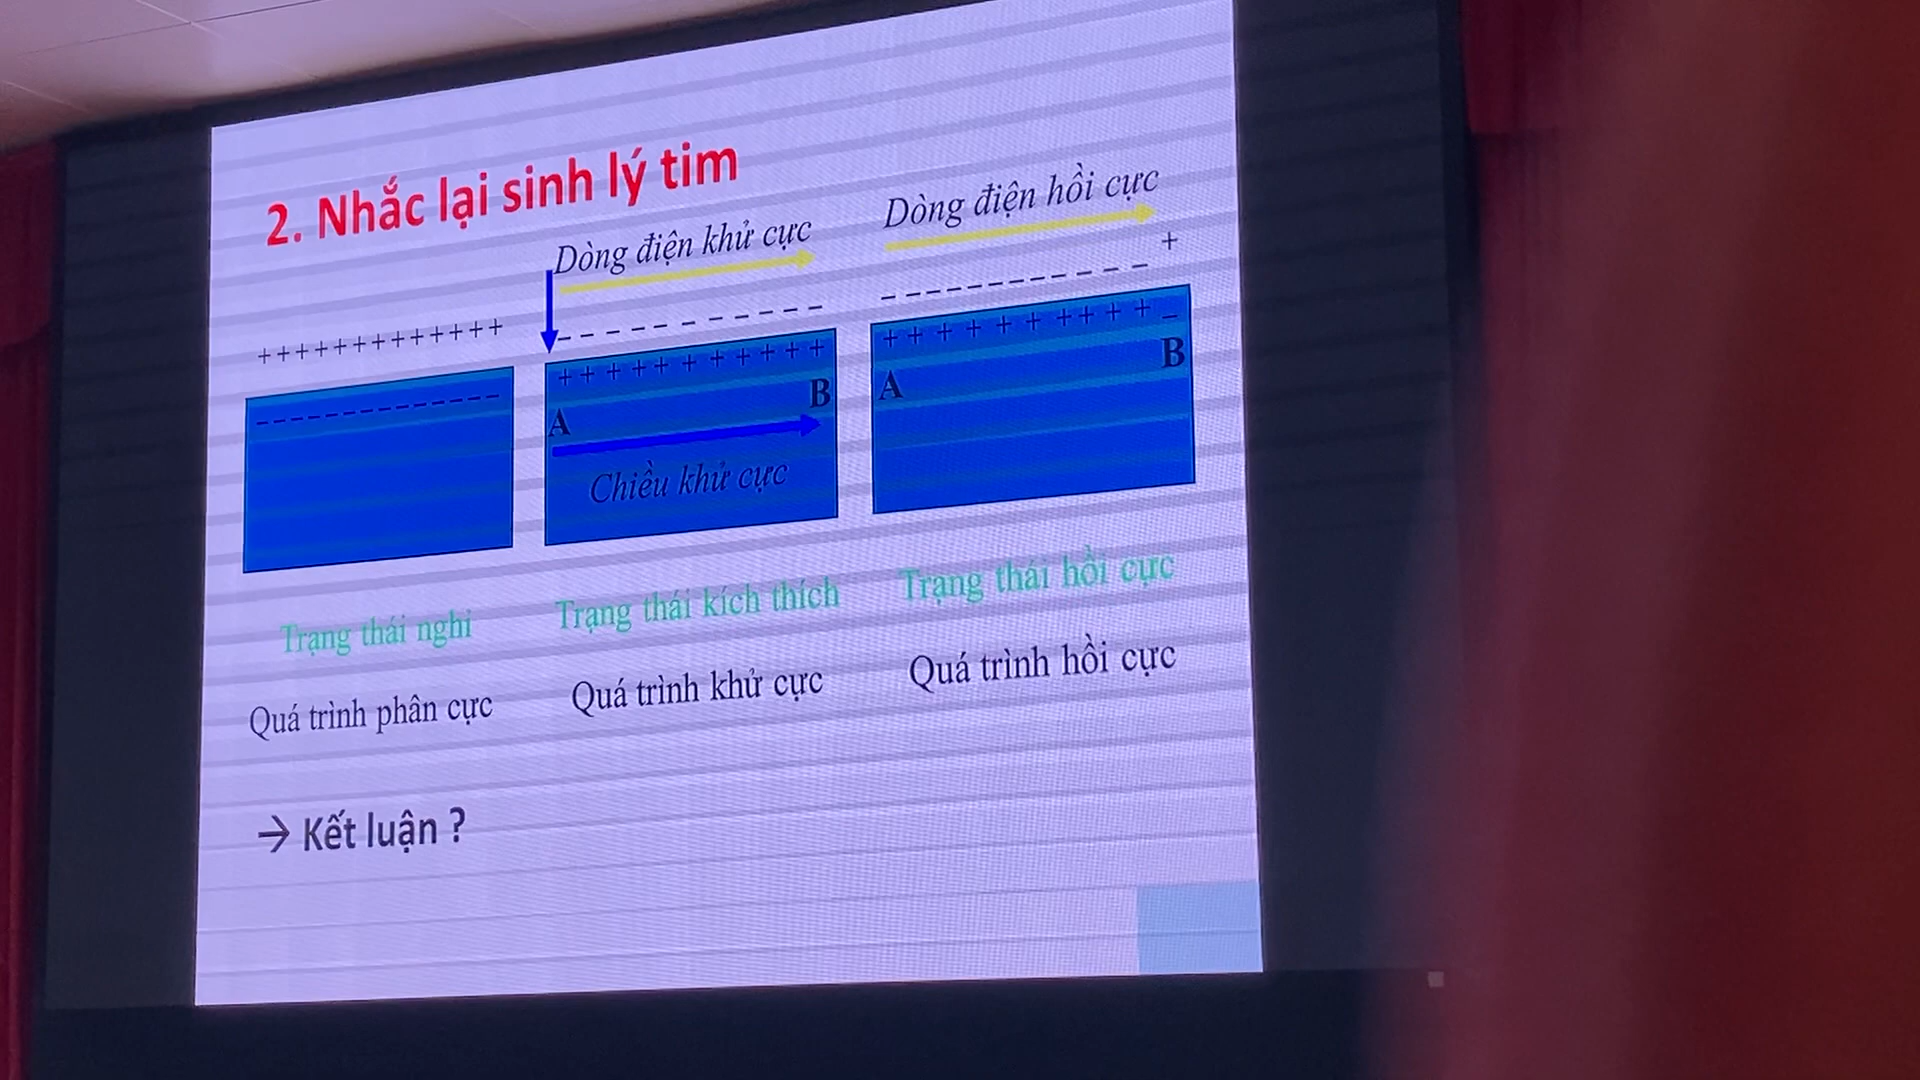 2. Nhắc lại sinh lý tim
Dòng điện khử cực
Dòng điện hồi cực
+
+++++++++++++
– – – – – – – – – – –
– – – – – – – – – – – –
– – – – – – – – – – – – – –
+ + + + + + + + + + +
+ + + + + + + + + + –
A
B
A
B
Chiều khử cực
Trạng thái nghỉ
Trạng thái kích thích
Trạng thái hồi cực
Quá trình phân cực
Quá trình khử cực
Quá trình hồi cực
→ Kết luận ?